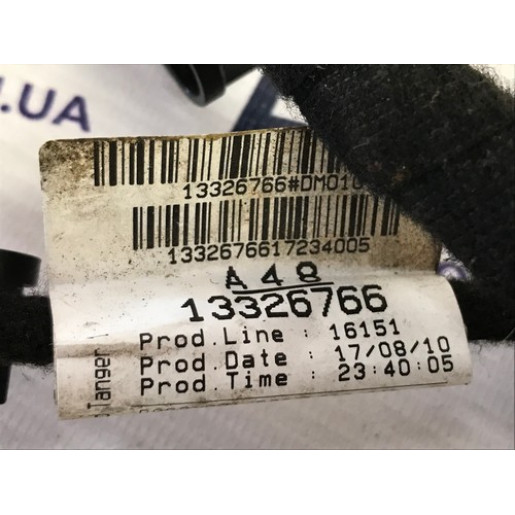 .UA
13326766#DM010
1332676617234005
A48
13326766
Prod.Line : 16151
Prod.Date : 17/08/10
Prod.Time : 23:40:05
langer